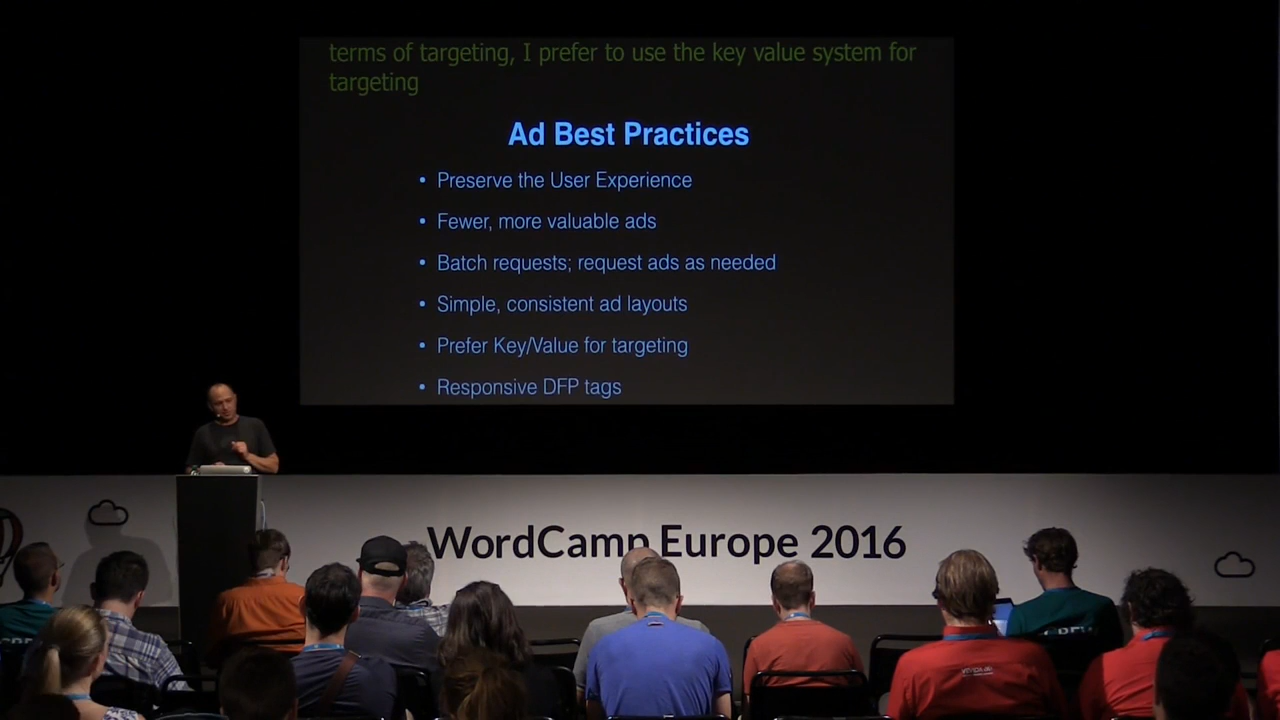 terms of targeting, I prefer to use the key value system for
targeting
Ad Best Practices
• Preserve the User Experience
• Fewer, more valuable ads
• Batch requests; request ads as needed
• Simple, consistent ad layouts
• Prefer Key/Value for targeting
• Responsive DFP tags
WordCamp Europe 2016